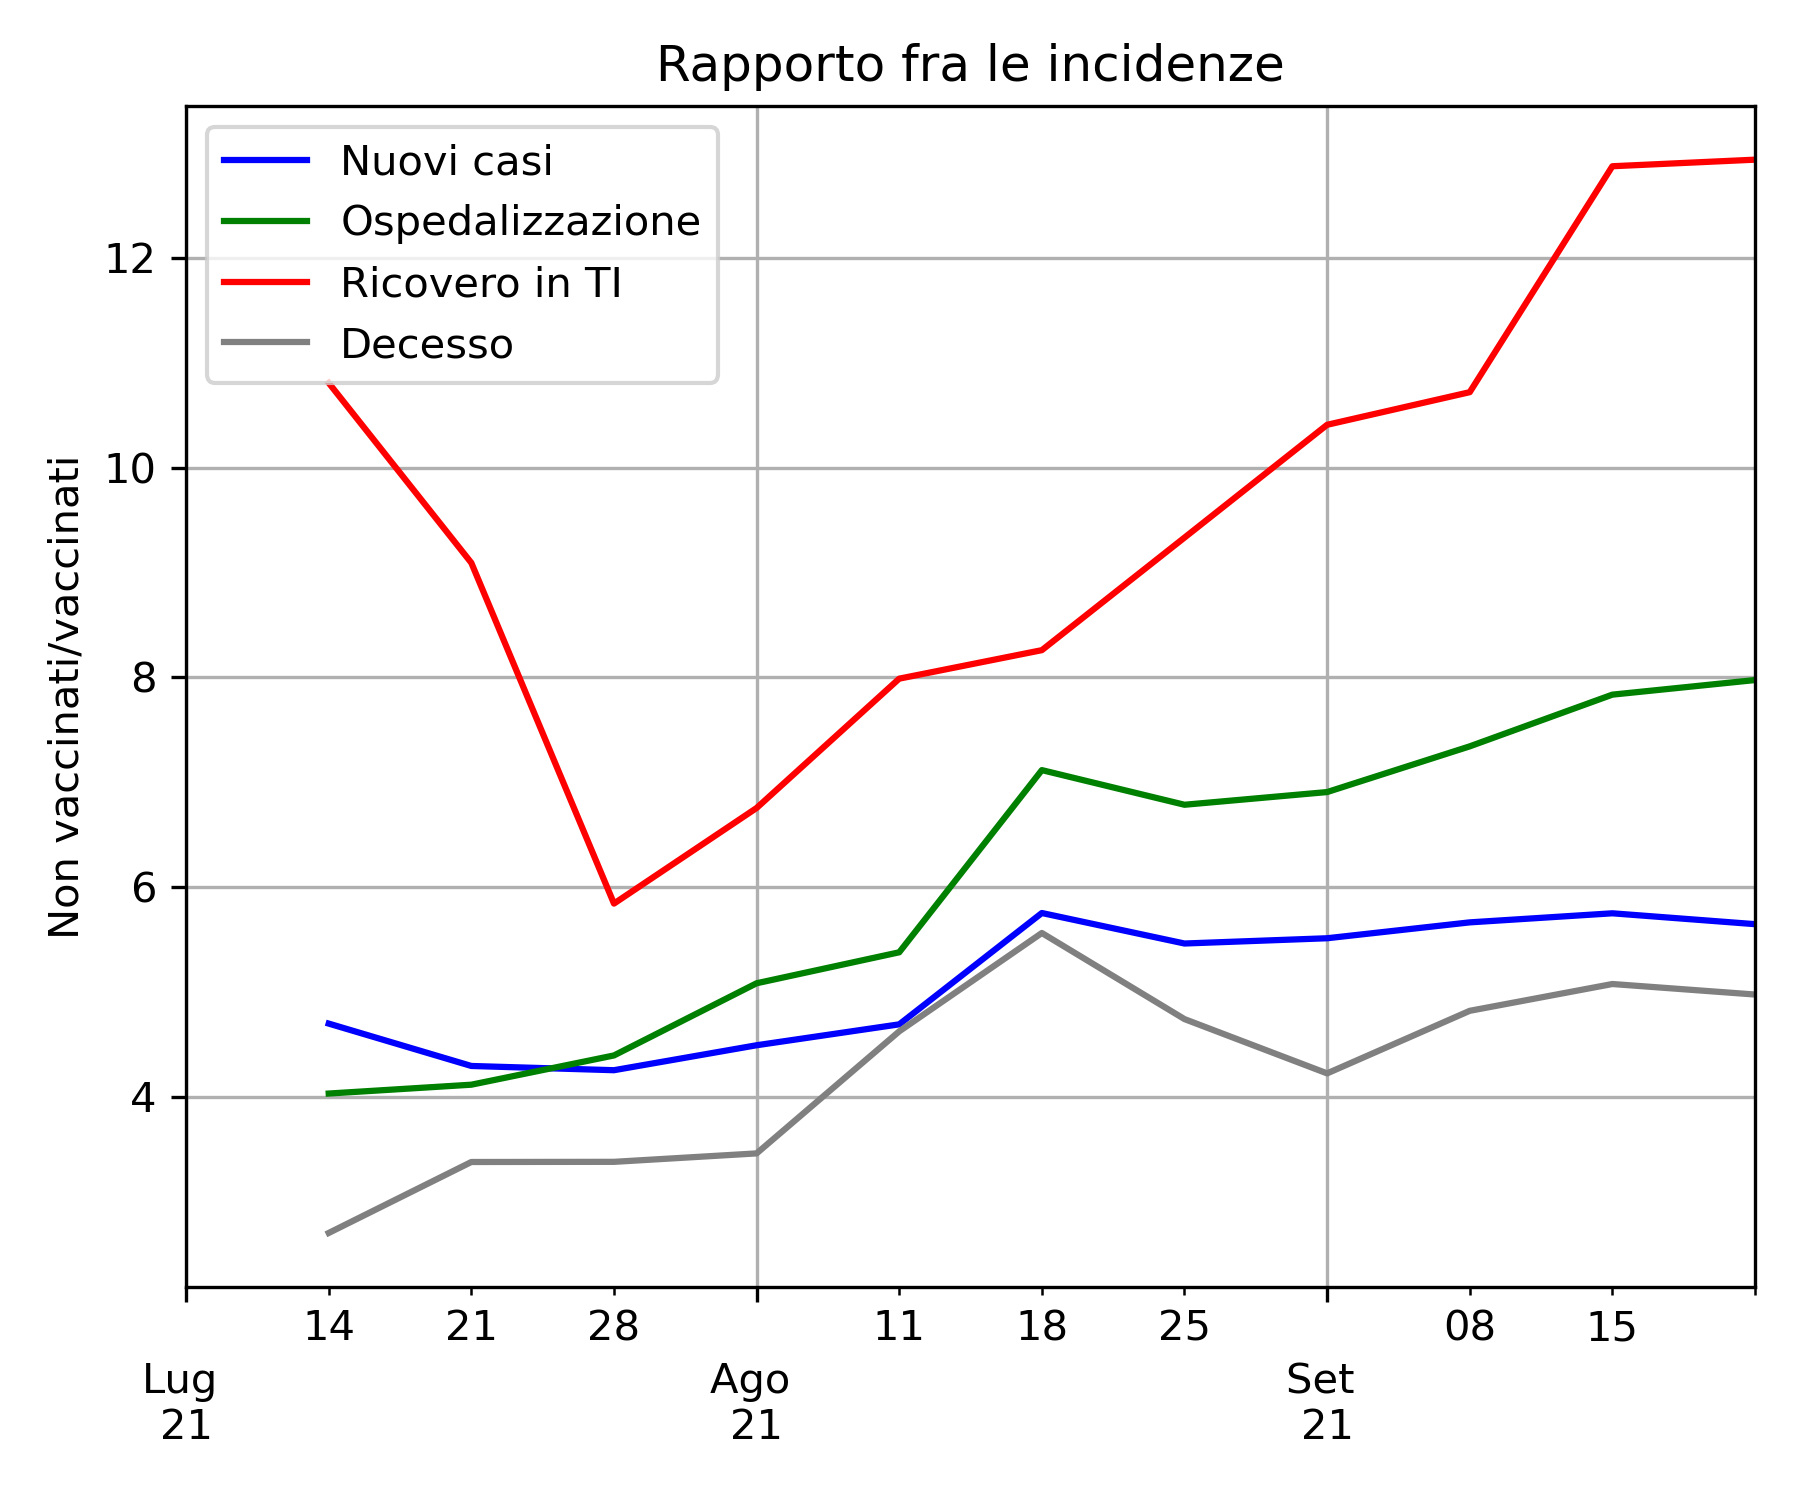 Rapporto fra le incidenze
Nuovi casi
Ospedalizzazione
Ricovero in TI
Decesso
Non vaccinati/vaccinati
12
10
8
6
4
14 21 28 11 18 25 08 15
Lug Ago Set
21 21 21